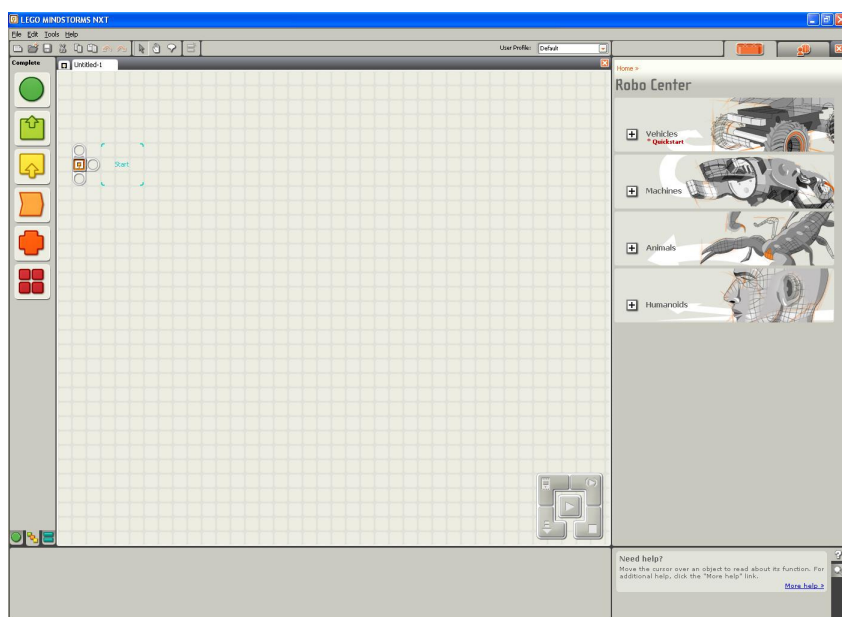 LEGO MINDSTORMS NXT
File Edit Tools Help
User Profile: Default
Complete
Untitled-1
Start
Home >
Robo Center
Vehicles
* Quickstart
Machines
Animals
Humanoids
Need help?
Move the cursor over an object to read about its function. For
additional help, click the "More help" link.
More help »